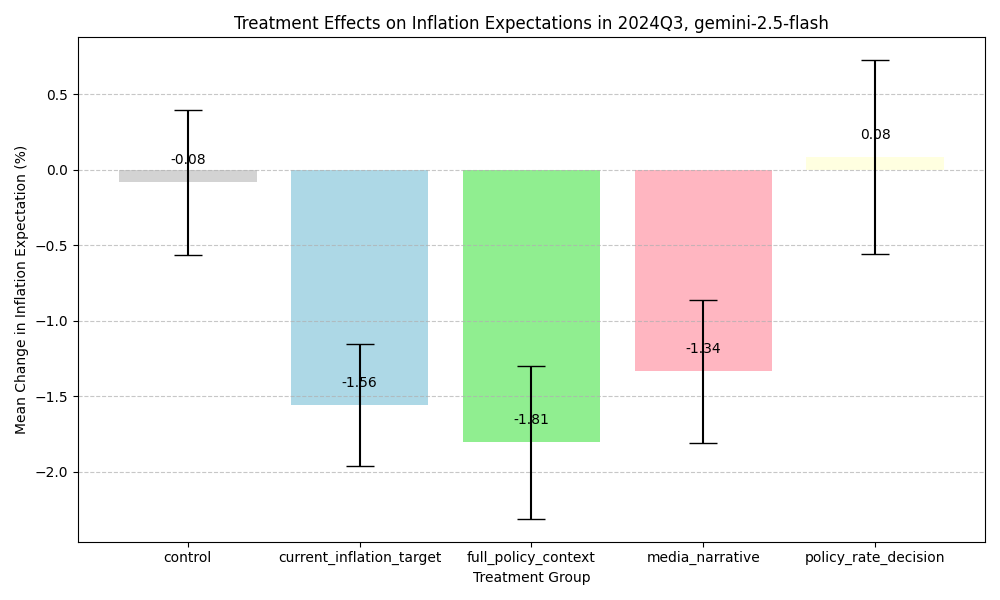 Treatment Effects on Inflation Expectations in 2024Q3, gemini-2.5-flash
Mean Change in Inflation Expectation (%)
0.5
0.0
−0.5
−1.0
−1.5
−2.0
-0.08
-1.56
-1.81
-1.34
0.08
control
current_inflation_target
full_policy_context
media_narrative
policy_rate_decision
Treatment Group